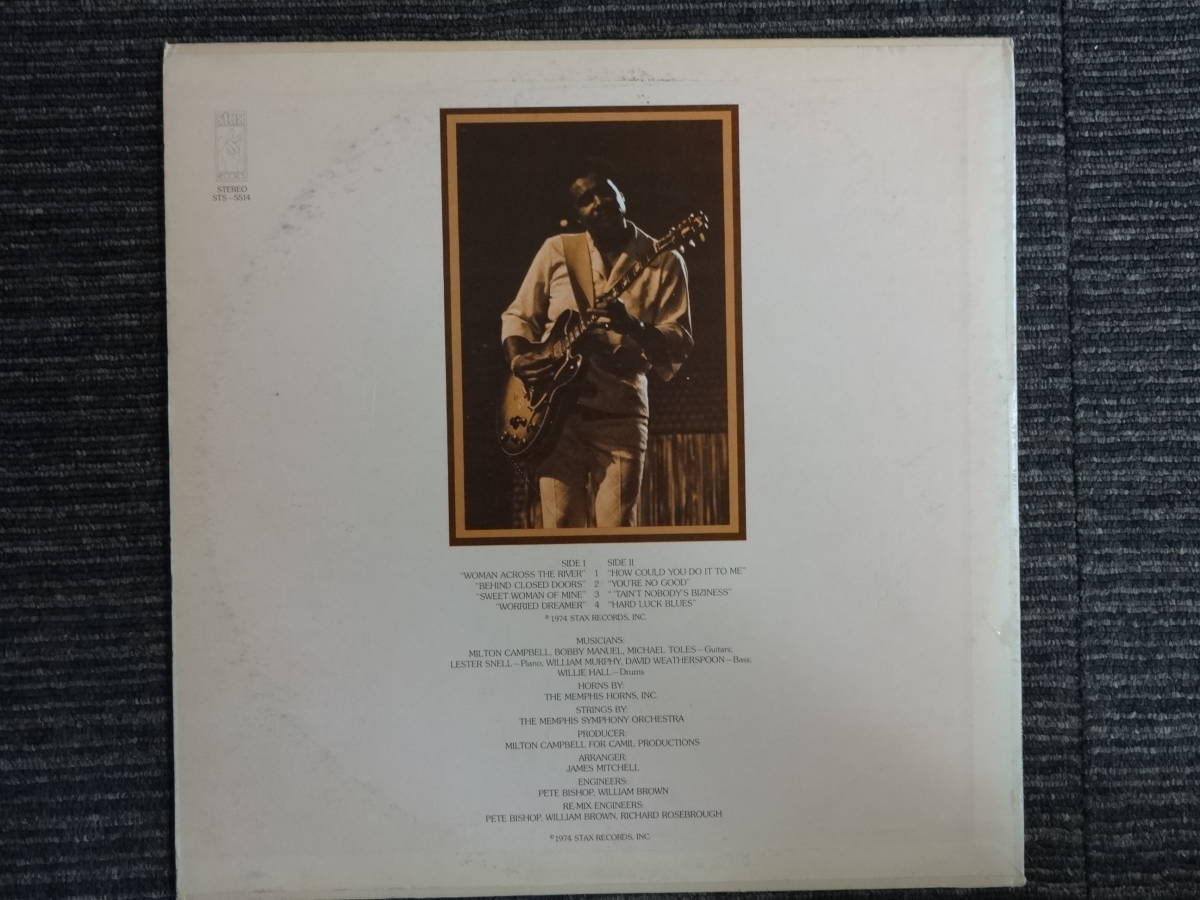 STAX
RECORDS
STEREO
STS-5514
SIDE I SIDE II
"WOMAN ACROSS THE RIVER" 1 "HOW COULD YOU DO IT TO ME"
"BEHIND CLOSED DOORS" 2 "YOU'RE NO GOOD"
"SWEET WOMAN OF MINE" 3 "'TAIN'T NOBODY'S BIZINESS"
"WORRIED DREAMER" 4 "HARD LUCK BLUES"
℗ 1974 STAX RECORDS, INC.
MUSICIANS:
MILTON CAMPBELL, BOBBY MANUEL, MICHAEL TOLES—Guitars;
LESTER SNELL—Piano; WILLIAM MURPHY, DAVID WEATHERSPOON—Bass;
WILLIE HALL—Drums
HORNS BY:
THE MEMPHIS HORNS, INC.
STRINGS BY:
THE MEMPHIS SYMPHONY ORCHESTRA
PRODUCER:
MILTON CAMPBELL FOR CAMIL PRODUCTIONS
ARRANGER:
JAMES MITCHELL
ENGINEERS:
PETE BISHOP, WILLIAM BROWN
RE-MIX ENGINEERS:
PETE BISHOP, WILLIAM BROWN, RICHARD ROSEBROUGH
© 1974 STAX RECORDS, INC.